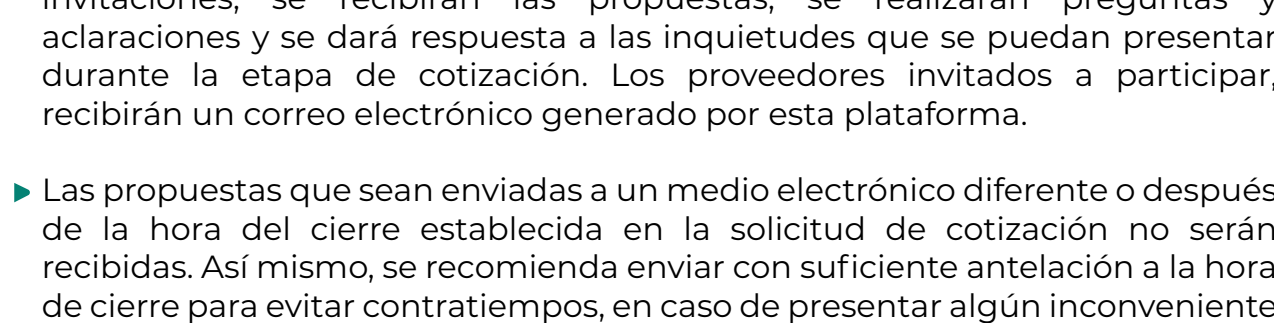 invitaciones, se recibirán las propuestas, se realizarán preguntas y
aclaraciones y se dará respuesta a las inquietudes que se puedan presentar
durante la etapa de cotización. Los proveedores invitados a participar,
recibirán un correo electrónico generado por esta plataforma.
Las propuestas que sean enviadas a un medio electrónico diferente o después
de la hora del cierre establecida en la solicitud de cotización no serán
recibidas. Así mismo, se recomienda enviar con suficiente antelación a la hora
de cierre para evitar contratiempos, en caso de presentar algún inconveniente